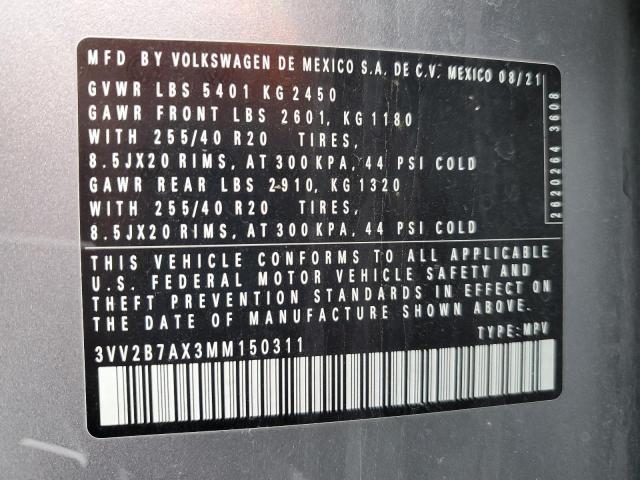 MFD BY VOLKSWAGEN DE MEXICO S.A. DE C.V. MEXICO 08/21
GVWR LBS 5401 KG 2450
GAWR FRONT LBS 2601, KG 1180
WITH 255/40 R20 TIRES,
8.5JX20 RIMS, AT 300 KPA, 44 PSI COLD
GAWR REAR LBS 2910, KG 1320
WITH 255/40 R20 TIRES,
8.5JX20 RIMS, AT 300 KPA, 44 PSI COLD
THIS VEHICLE CONFORMS TO ALL APPLICABLE
U.S. FEDERAL MOTOR VEHICLE SAFETY AND
THEFT PREVENTION STANDARDS IN EFFECT ON
THE DATE OF MANUFACTURE SHOWN ABOVE.
3VV2B7AX3MM150311 TYPE: MPV
2620264 3608